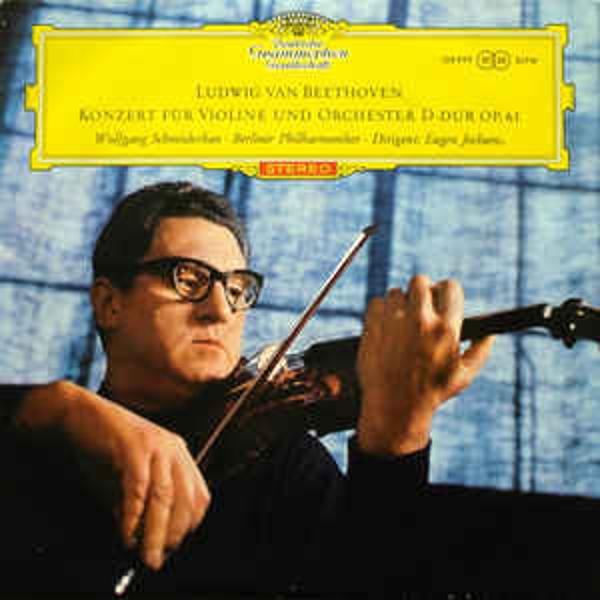 Deutsche
Grammophon
Gesellschaft
LUDWIG VAN BEETHOVEN
KONZERT FÜR VIOLINE UND ORCHESTER D-DUR OP. 61
Wolfgang Schneiderhan · Berliner Philharmoniker · Dirigent: Eugen Jochum
STEREO